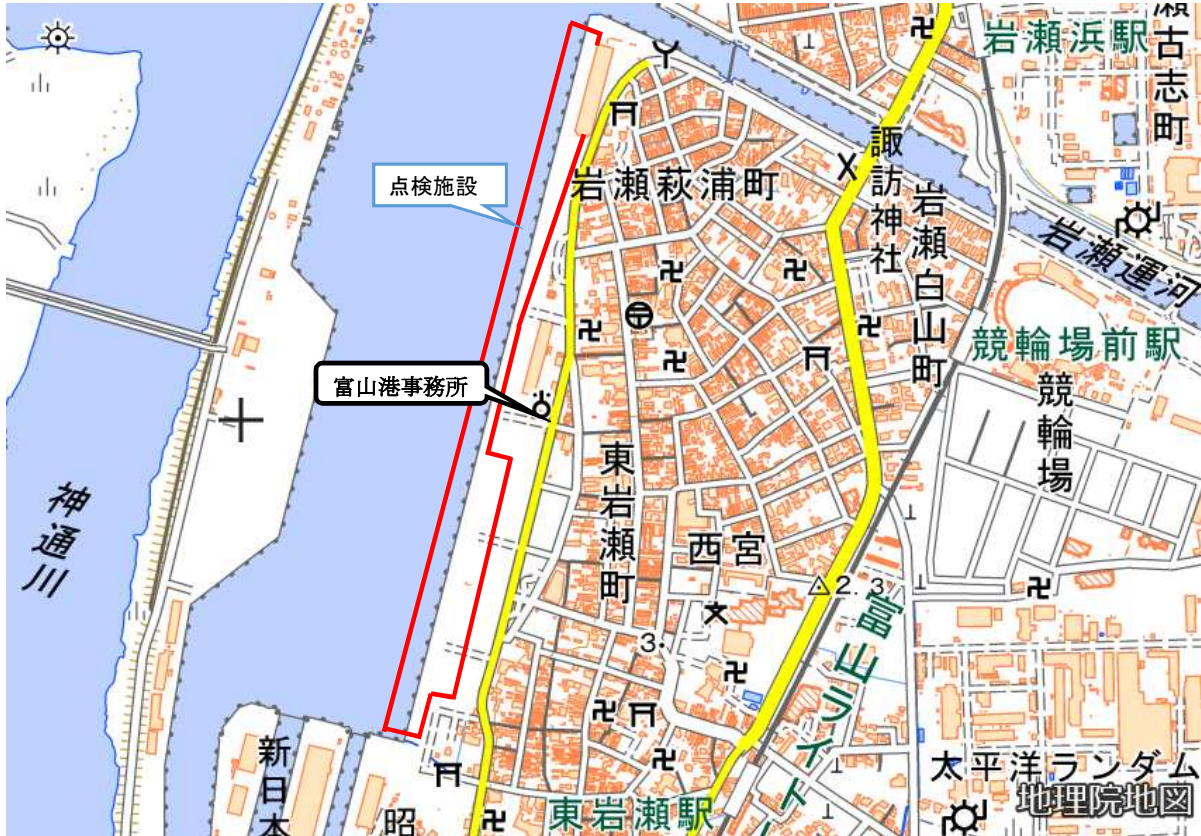 岩瀬浜駅
瀬古志町
点検施設
諏訪神社
岩瀬萩浦町
岩瀬白山町
岩瀬運河
競輪場前駅
富山港事務所
競輪場
東岩瀬町
神通川
西宮
2.3
富山ライト
3
新日本
昭
東岩瀬駅
太平洋ランダム
地理院地図